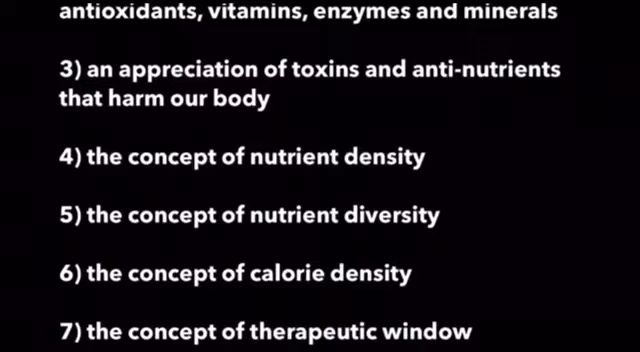 antioxidants, vitamins, enzymes and minerals
3) an appreciation of toxins and anti-nutrients
that harm our body
4) the concept of nutrient density
5) the concept of nutrient diversity
6) the concept of calorie density
7) the concept of therapeutic window